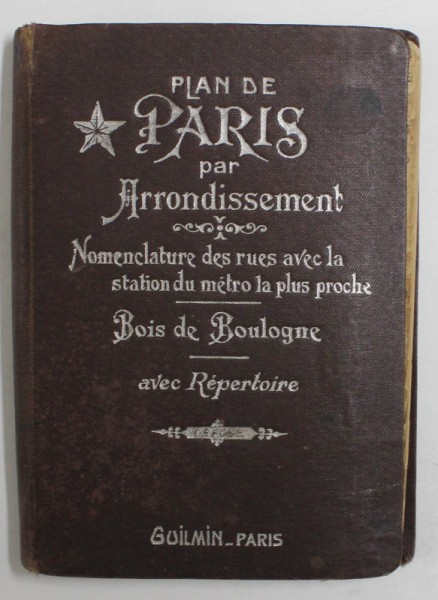 PLAN DE
PARIS
par
Arrondissement
Nomenclature des rues avec la
station du métro la plus proche
Bois de Boulogne
avec Répertoire
GUILMIN_PARIS